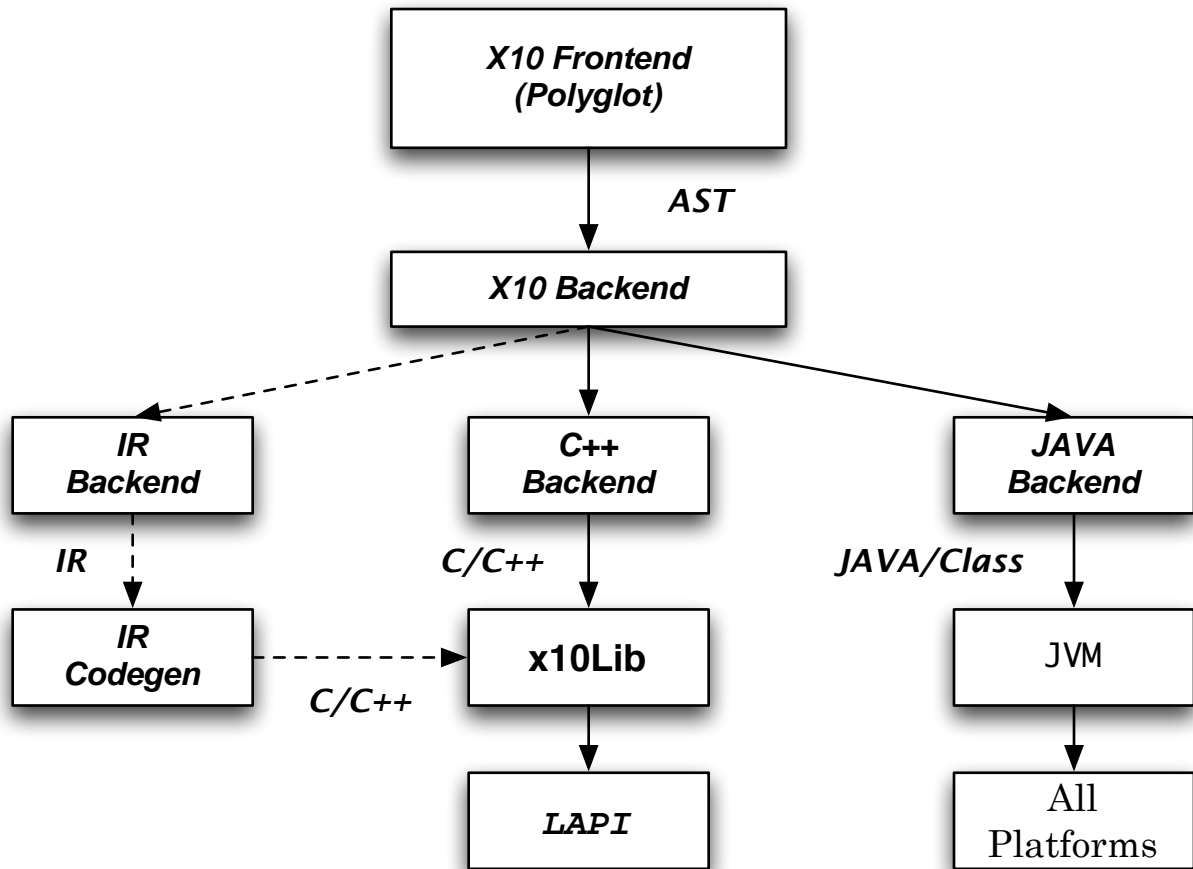 X10 Frontend
(Polyglot)
AST
X10 Backend
IR
Backend
C++
Backend
JAVA
Backend
IR
C/C++
JAVA/Class
IR
Codegen
C/C++
x10Lib
JVM
LAPI
All
Platforms